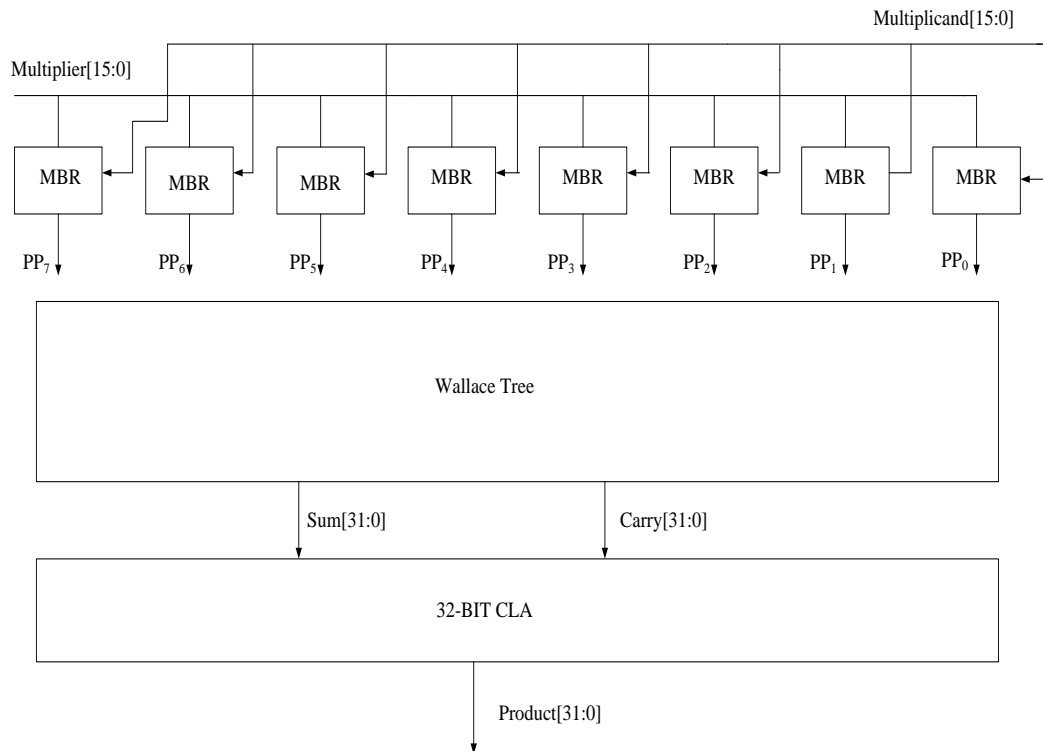 Multiplicand[15:0]
Multiplier[15:0]
MBR MBR MBR MBR MBR MBR MBR MBR
PP7 PP6 PP5 PP4 PP3 PP2 PP1 PP0
Wallace Tree
Sum[31:0] Carry[31:0]
32-BIT CLA
Product[31:0]